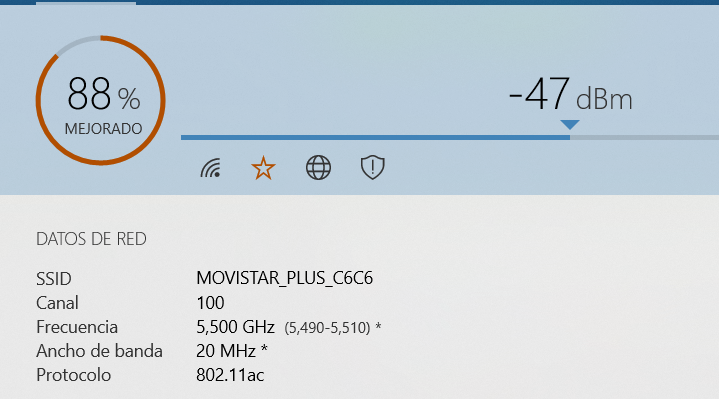 88 %
MEJORADO
-47 dBm
DATOS DE RED
SSID MOVISTAR_PLUS_C6C6
Canal 100
Frecuencia 5,500 GHz (5,490-5,510) *
Ancho de banda 20 MHz *
Protocolo 802.11ac